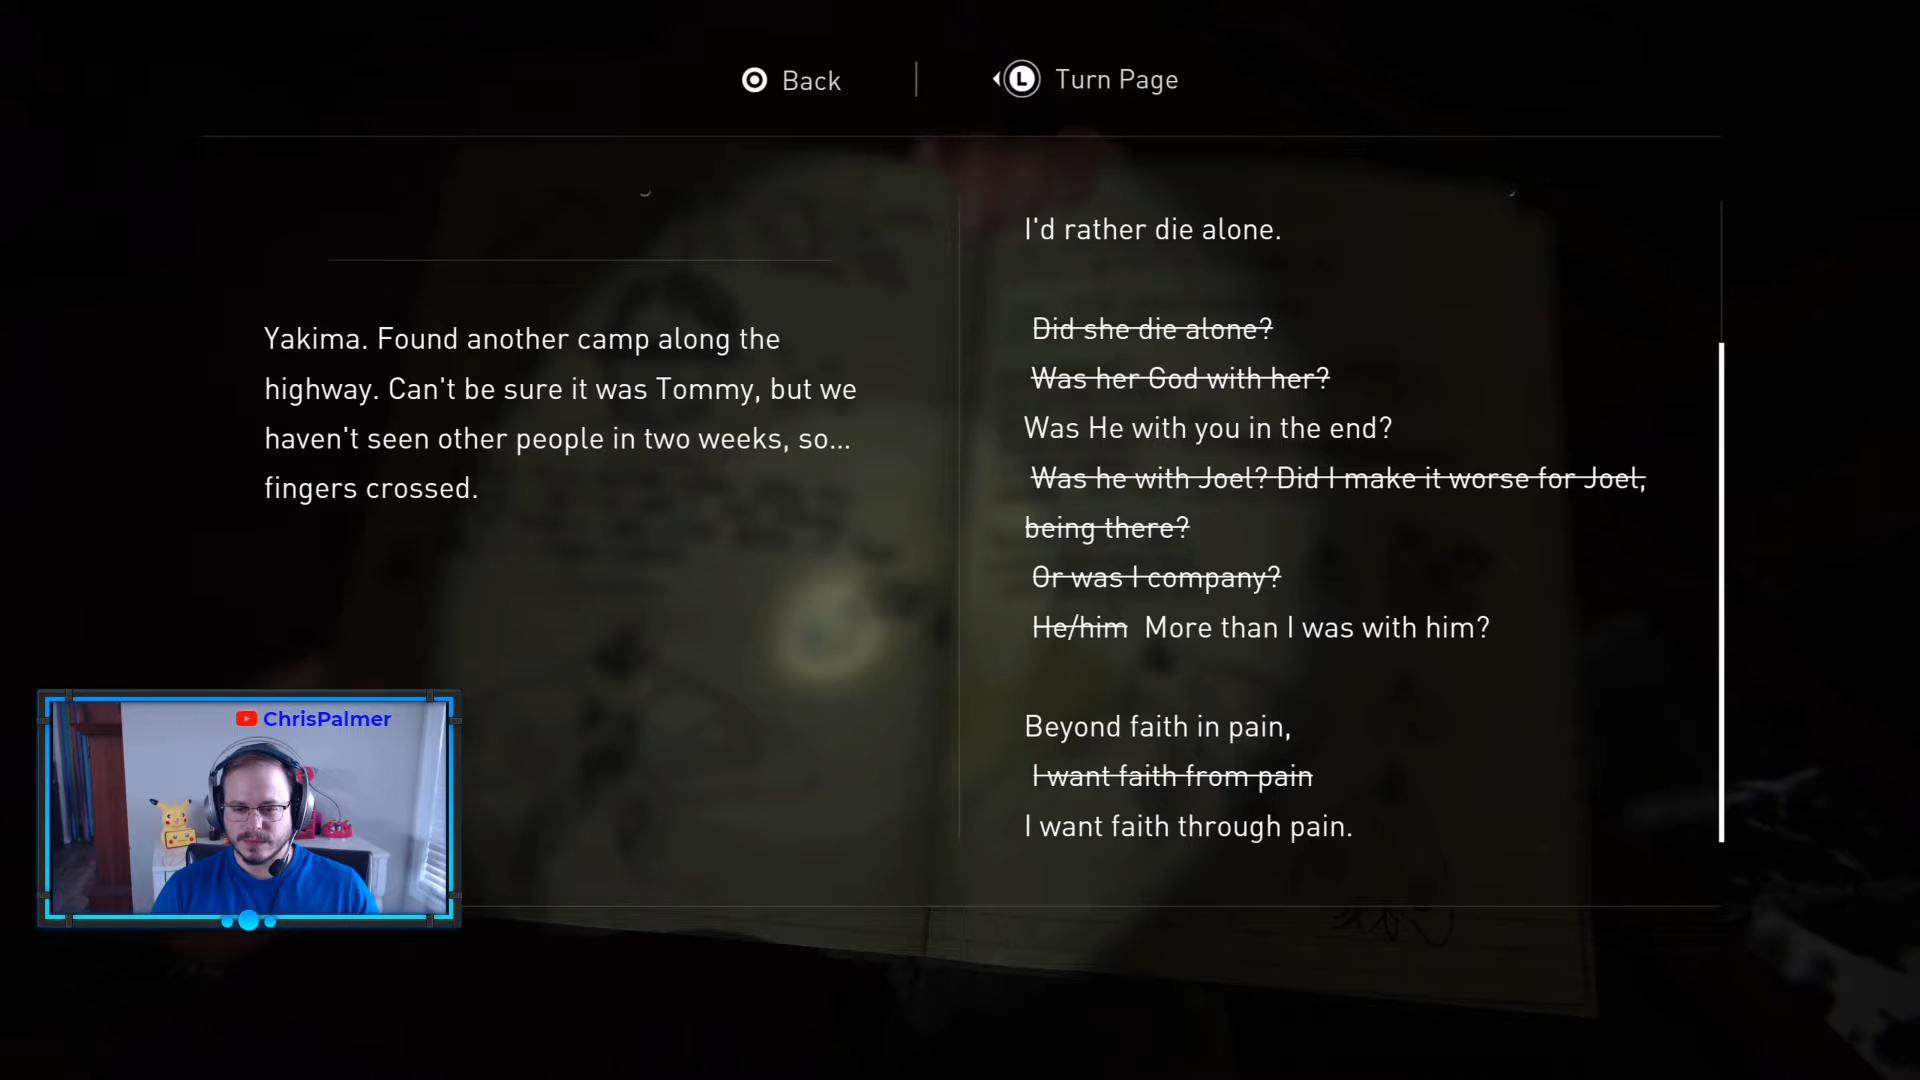 Back
L Turn Page
Yakima. Found another camp along the
highway. Can't be sure it was Tommy, but we
haven't seen other people in two weeks, so...
fingers crossed.
I'd rather die alone.
Did she die alone?
Was her God with her?
Was He with you in the end?
Was he with Joel? Did I make it worse for Joel,
being there?
Or was I company?
He/him More than I was with him?
Beyond faith in pain,
I want faith from pain
I want faith through pain.
ChrisPalmer